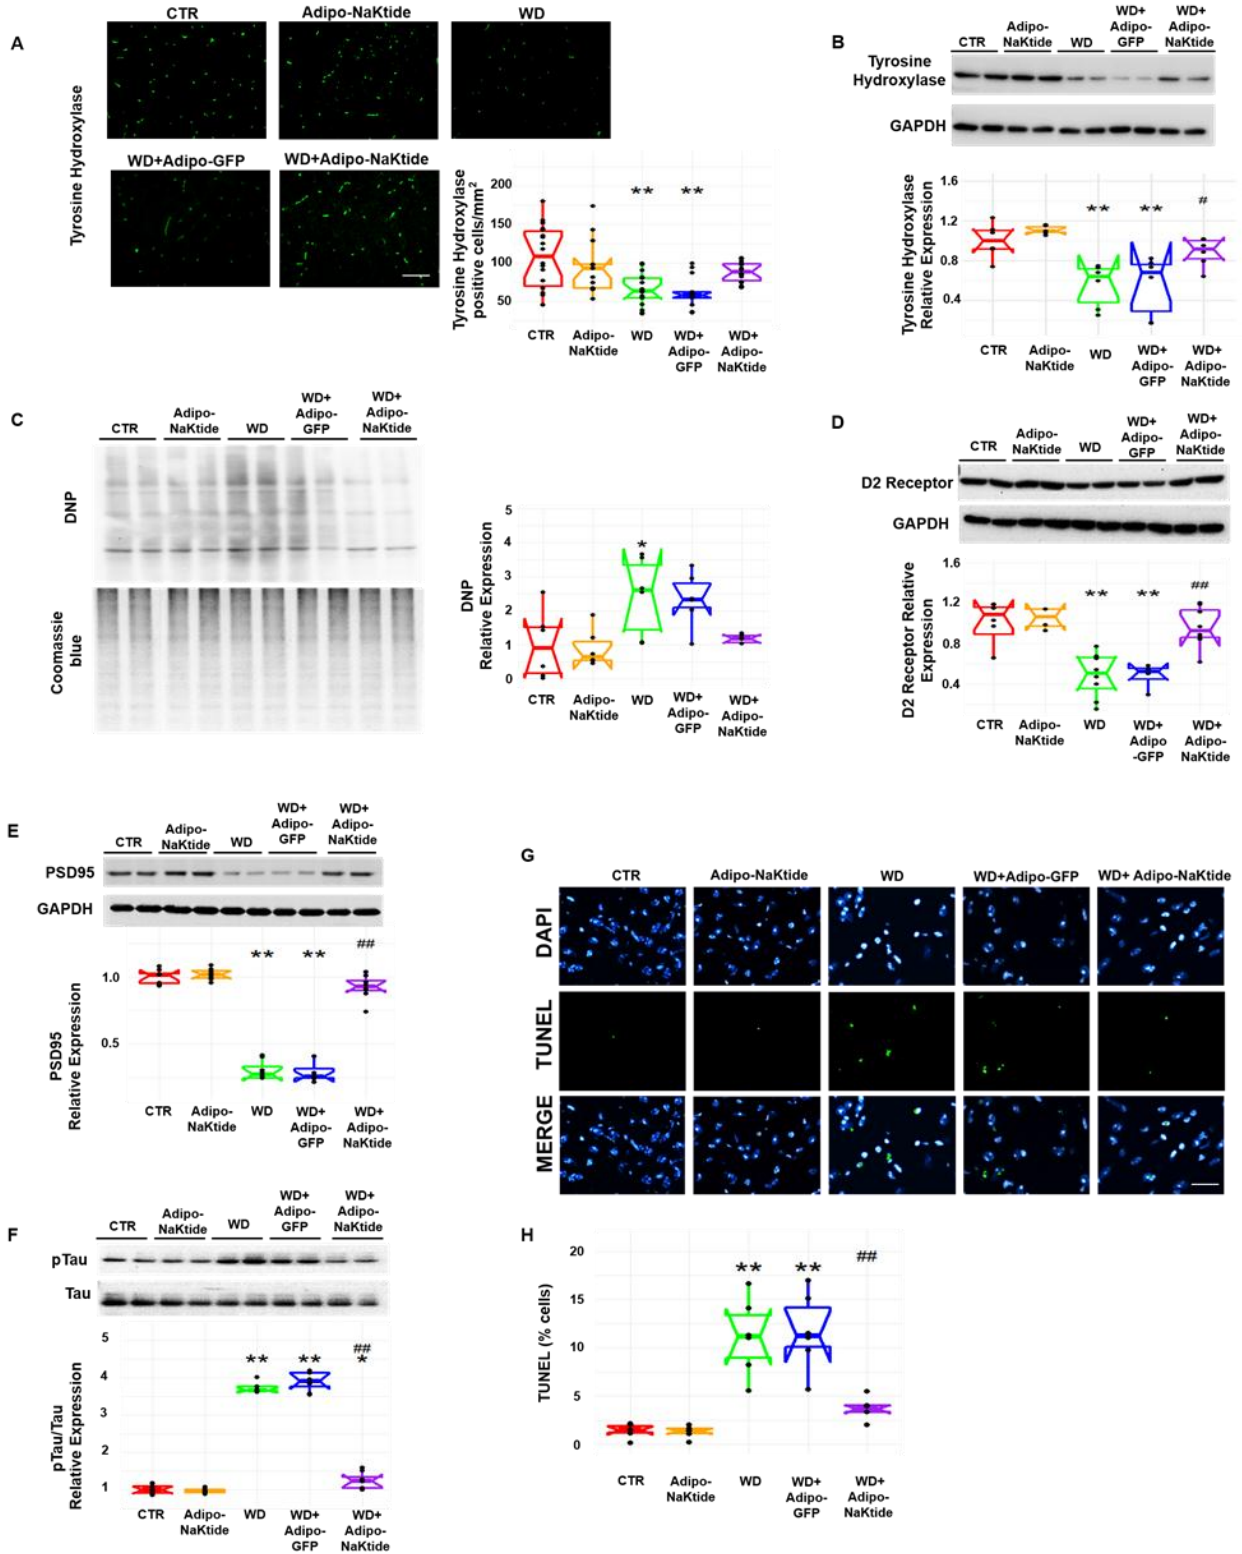 A
CTR
Adipo-NaKtide
WD
Tyrosine Hydroxylase
WD+Adipo-GFP
WD+Adipo-NaKtide
Tyrosine Hydroxylase
positive cells/mm²
200
150
100
50
** **
CTR
Adipo-
NaKtide
WD
WD+
Adipo-
GFP
WD+
Adipo-
NaKtide
B
CTR
Adipo-
NaKtide
WD
WD+
Adipo-
GFP
WD+
Adipo-
NaKtide
Tyrosine
Hydroxylase
GAPDH
Tyrosine Hydroxylase
Relative Expression
1.6
1.2
0.8
0.4
** ** #
CTR
Adipo-
NaKtide
WD
WD+
Adipo-
GFP
WD+
Adipo-
NaKtide
C
CTR
Adipo-
NaKtide
WD
WD+
Adipo-
GFP
WD+
Adipo-
NaKtide
DNP
Coomassie
blue
DNP
Relative Expression
5
4
3
2
1
0
*
CTR
Adipo-
NaKtide
WD
WD+
Adipo-
GFP
WD+
Adipo-
NaKtide
D
CTR
Adipo-
NaKtide
WD
WD+
Adipo-
GFP
WD+
Adipo-
NaKtide
D2 Receptor
GAPDH
D2 Receptor Relative
Expression
1.6
1.2
0.8
0.4
** ** ##
CTR
Adipo-
NaKtide
WD
WD+
Adipo
-GFP
WD+
Adipo-
NaKtide
E
CTR
Adipo-
NaKtide
WD
WD+
Adipo-
GFP
WD+
Adipo-
NaKtide
PSD95
GAPDH
PSD95
Relative Expression
1.0
0.5
** ** ##
CTR
Adipo-
NaKtide
WD
WD+
Adipo-
GFP
WD+
Adipo-
NaKtide
F
CTR
Adipo-
NaKtide
WD
WD+
Adipo-
GFP
WD+
Adipo-
NaKtide
pTau
Tau
pTau/Tau
Relative Expression
5
4
3
2
1
** ** ##
*
CTR
Adipo-
NaKtide
WD
WD+
Adipo-
GFP
WD+
Adipo-NaKtide
G
CTR
Adipo-NaKtide
WD
WD+Adipo-GFP
WD+ Adipo-NaKtide
DAPI
TUNEL
MERGE
H
TUNEL (% cells)
20
15
10
5
0
** ** ##
CTR
Adipo-
NaKtide
WD
WD+
Adipo-
GFP
WD+
Adipo-
NaKtide